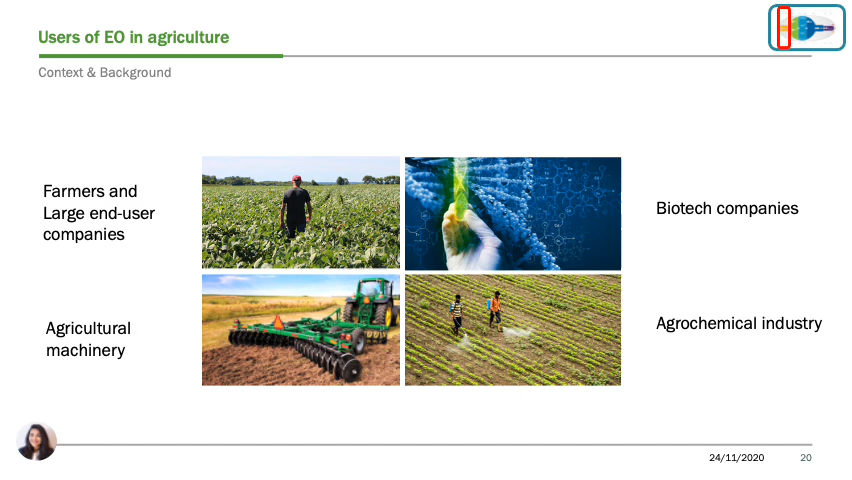 Users of EO in agriculture
Context & Background
Farmers and
Large end-user
companies
Biotech companies
Agricultural
machinery
Agrochemical industry
24/11/2020
20